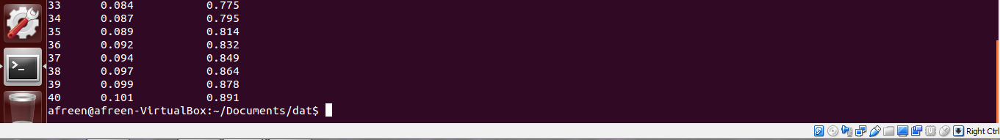 33 0.084 0.775
34 0.087 0.795
35 0.089 0.814
36 0.092 0.832
37 0.094 0.849
38 0.097 0.864
39 0.099 0.878
40 0.101 0.891
afreen@afreen-VirtualBox:~/Documents/dat$
>_
Right Ctrl